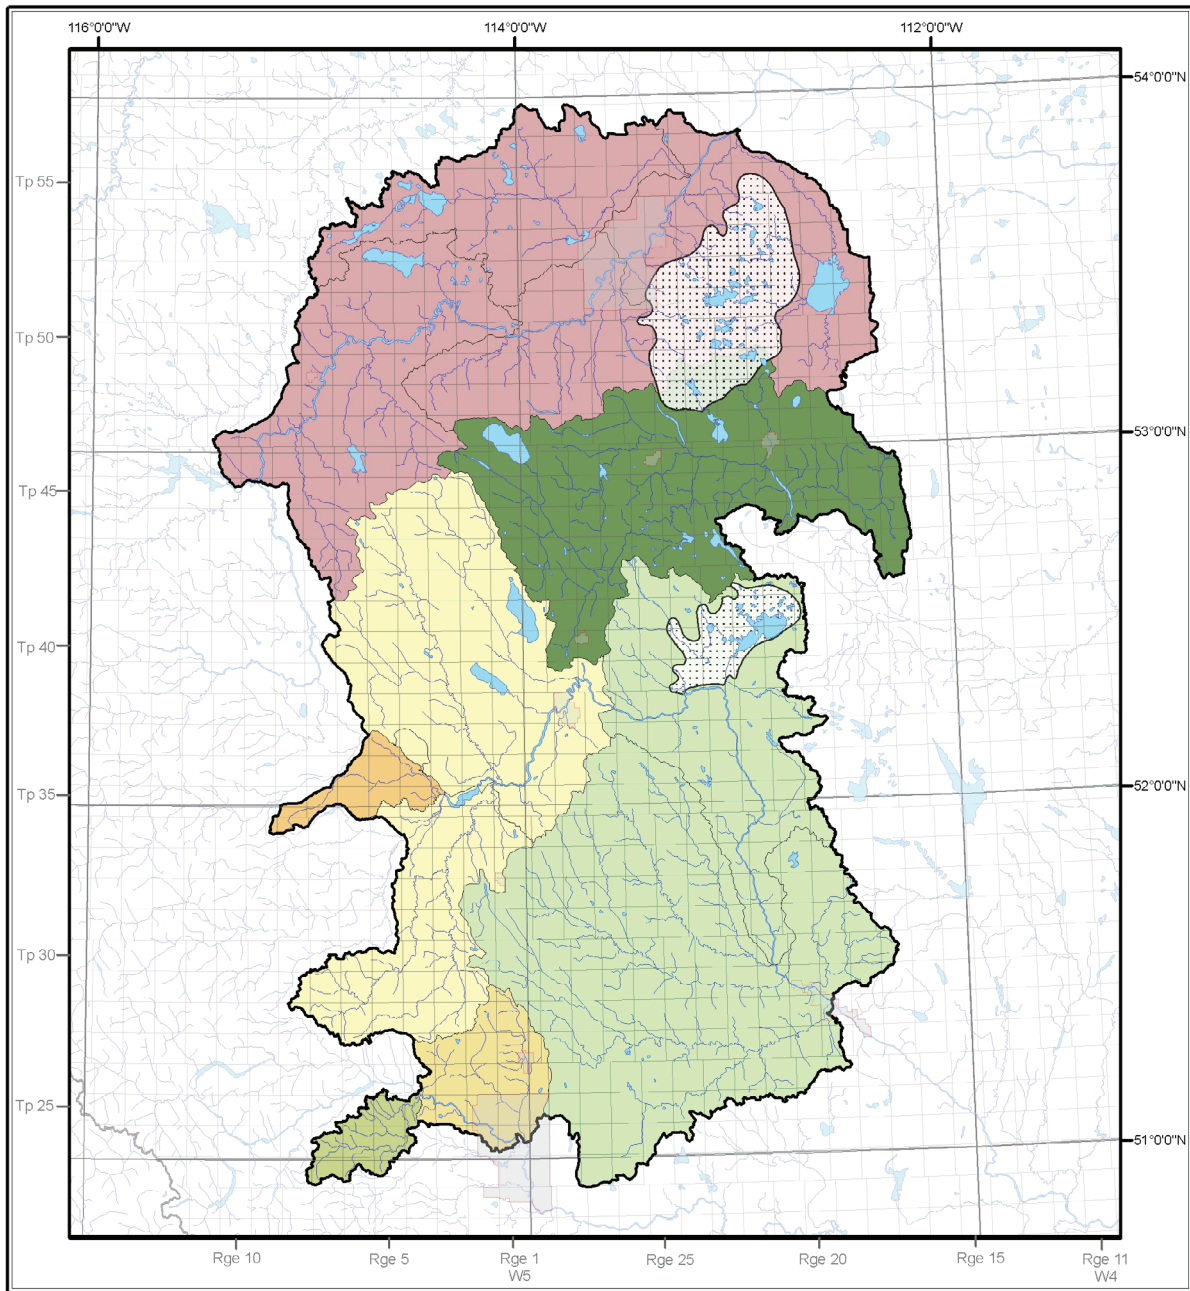 116°0'0"W 114°0'0"W 112°0'0"W
54°0'0"N
Tp 55
Tp 50
53°0'0"N
Tp 45
Tp 40
52°0'0"N
Tp 35
Tp 30
Tp 25
51°0'0"N
Rge 10 Rge 5 Rge 1 Rge 25 Rge 20 Rge 15 Rge 11
W5 W4